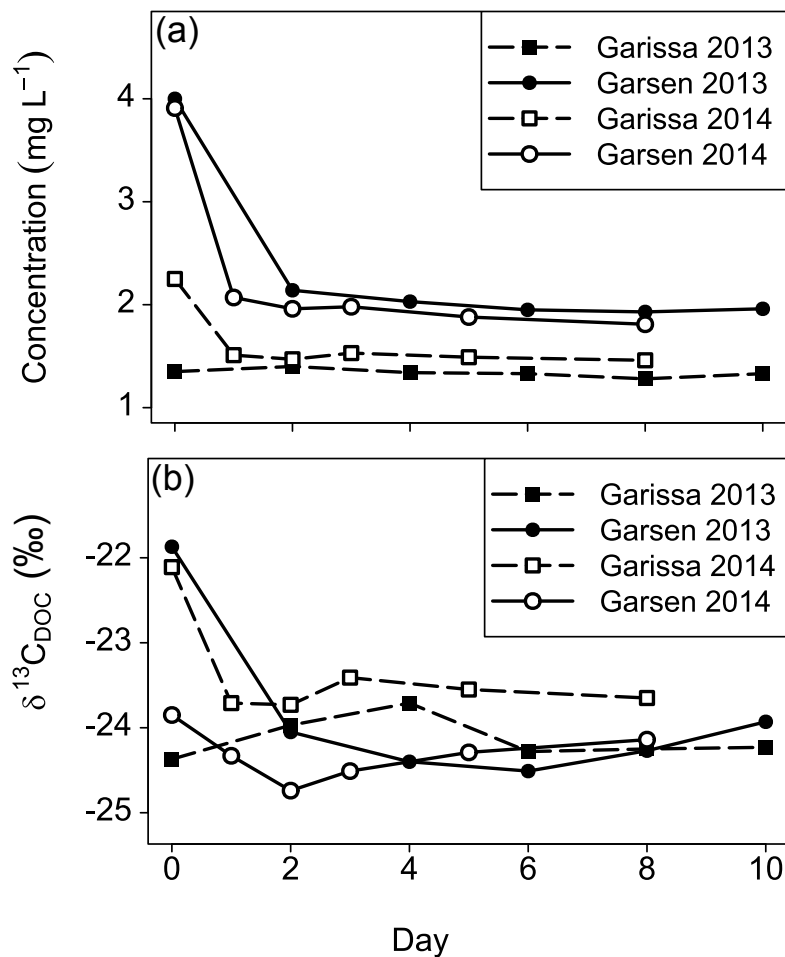 (a)
Garissa 2013
Garsen 2013
Garissa 2014
Garsen 2014
Concentration (mg L⁻¹)
4
3
2
1
(b)
Garissa 2013
Garsen 2013
Garissa 2014
Garsen 2014
δ¹³C_DOC (‰)
-22
-23
-24
-25
0 2 4 6 8 10
Day